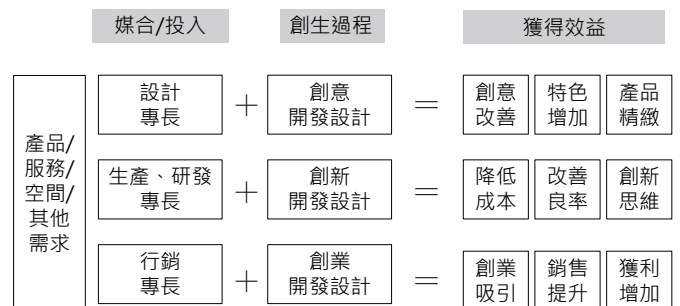 媒合/投入
創生過程
獲得效益
產品/
服務/
空間/
其他
需求
設計
專長
+
創意
開發設計
=
創意
改善
特色
增加
產品
精緻
生產、研發
專長
+
創新
開發設計
=
降低
成本
改善
良率
創新
思維
行銷
專長
+
創業
開發設計
=
創業
吸引
銷售
提升
獲利
增加